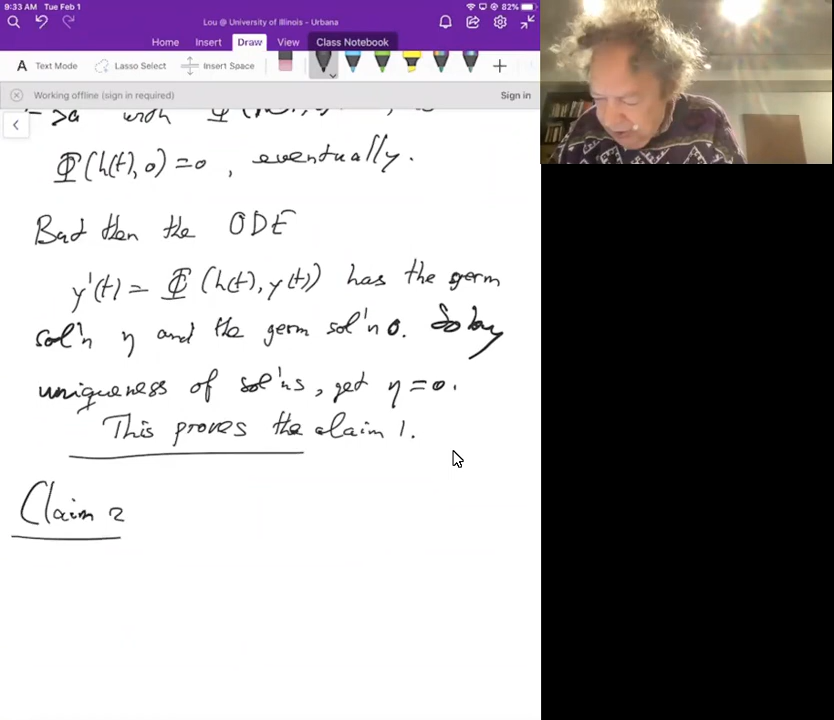 9:33 AM Tue Feb 1
82%
Lou @ University of Illinois - Urbana
Home Insert Draw View Class Notebook
A Text Mode Lasso Select Insert Space
Working offline (sign in required) Sign in
with
Φ(h(t), 0) = 0, eventually.
But then the ODE
y'(t) = Φ(h(t), y(t)) has the germ
sol'n η and the germ sol'n 0. So by
uniqueness of sol'ns, get η = 0.
This proves the claim 1.
Claim 2